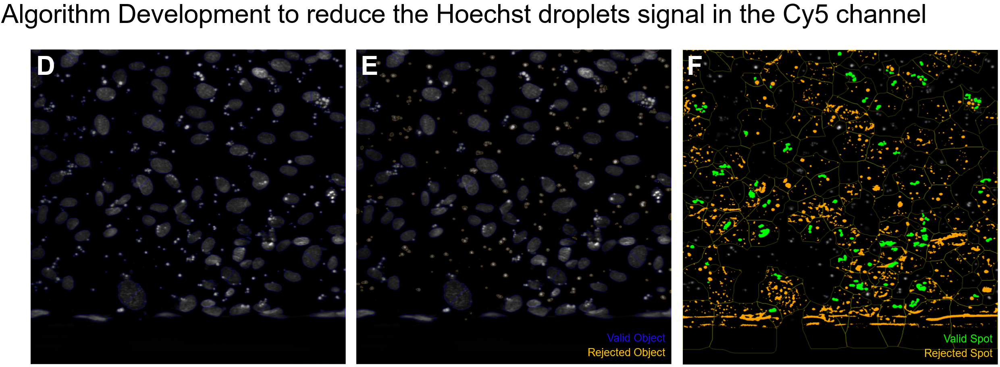 Algorithm Development to reduce the Hoechst droplets signal in the Cy5 channel
D
E
F
Valid Object
Rejected Object
Valid Spot
Rejected Spot